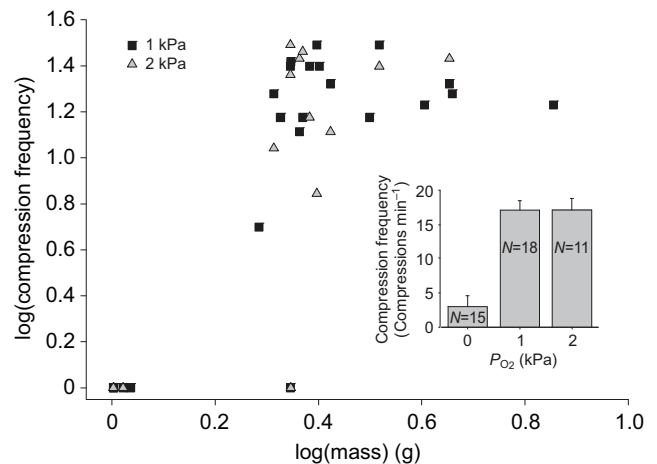 1 kPa
2 kPa
log(compression frequency)
1.6
1.4
1.2
1.0
0.8
0.6
0.4
0.2
0
0
0.2
0.4
0.6
0.8
1.0
log(mass) (g)
Compression frequency
(Compressions min⁻¹)
20
15
10
5
0
N=15
N=18
N=11
0
1
2
PO2 (kPa)